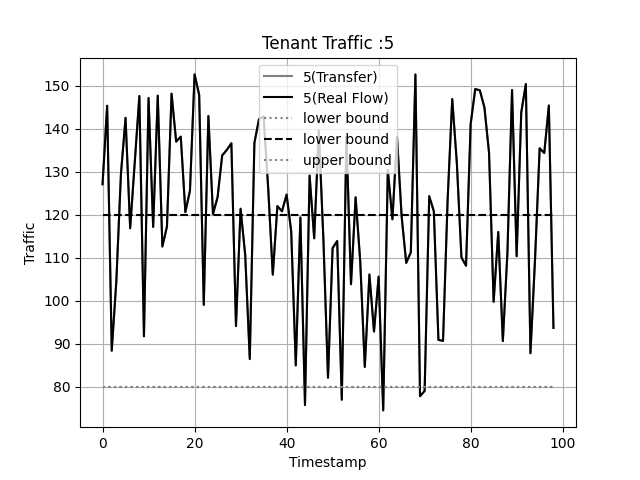 Tenant Traffic :5
5(Transfer)
5(Real Flow)
lower bound
lower bound
upper bound
150
140
130
120
110
100
90
80
Traffic
0 20 40 60 80 100
Timestamp